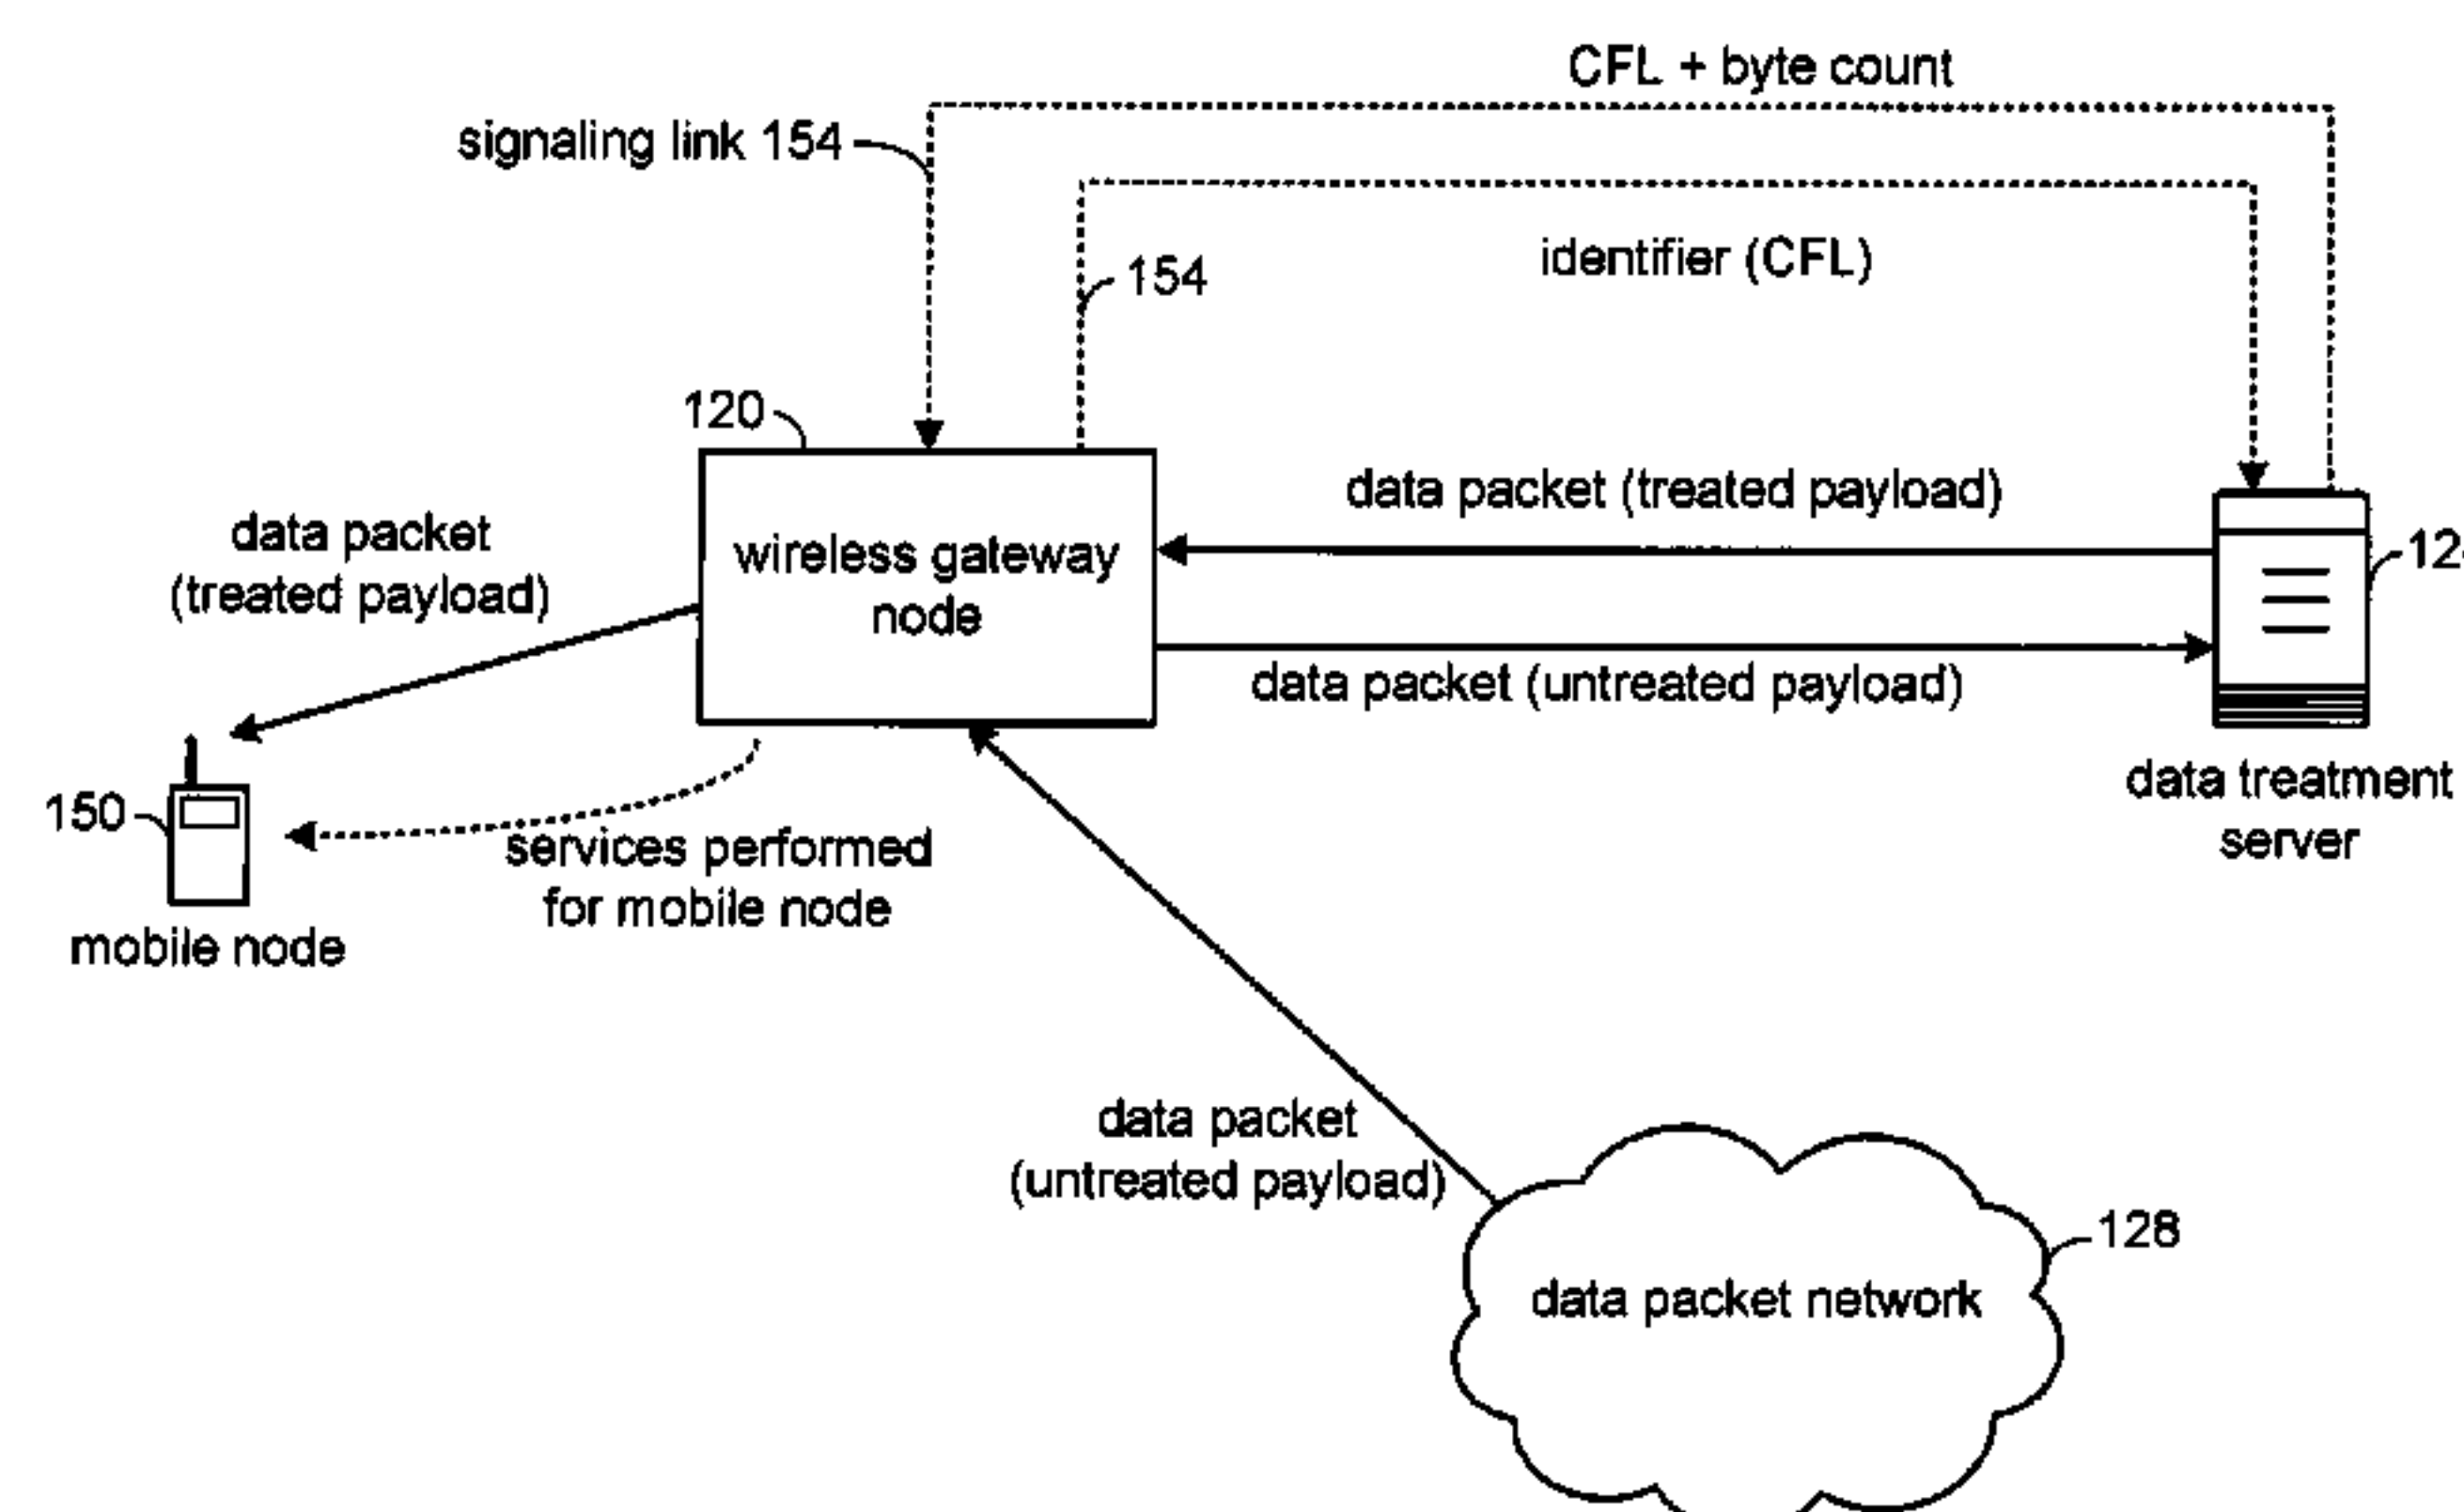 CFL + byte count
signaling link 154
identifier (CFL)
154
120
data packet (treated payload)
data packet
(treated payload)
wireless gateway
node
data packet (untreated payload)
data treatment
server
150
services performed
for mobile node
mobile node
data packet
(untreated payload)
128
data packet network